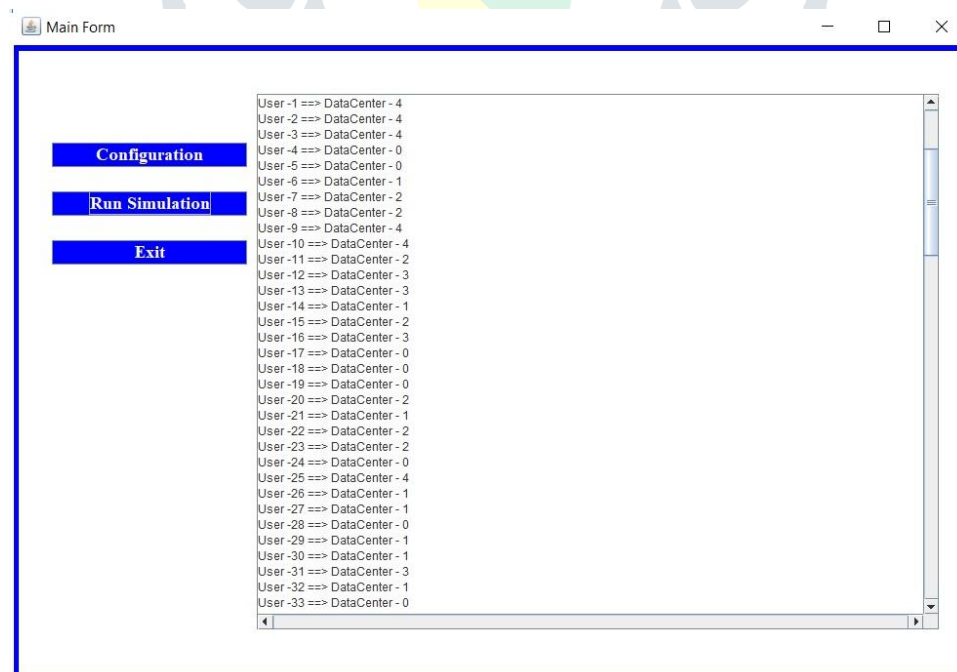 Main Form
User -1 ==> DataCenter - 4
User -2 ==> DataCenter - 4
User -3 ==> DataCenter - 4
User -4 ==> DataCenter - 0
User -5 ==> DataCenter - 0
User -6 ==> DataCenter - 1
User -7 ==> DataCenter - 2
User -8 ==> DataCenter - 2
User -9 ==> DataCenter - 4
User -10 ==> DataCenter - 4
User -11 ==> DataCenter - 2
User -12 ==> DataCenter - 3
User -13 ==> DataCenter - 3
User -14 ==> DataCenter - 1
User -15 ==> DataCenter - 2
User -16 ==> DataCenter - 3
User -17 ==> DataCenter - 0
User -18 ==> DataCenter - 0
User -19 ==> DataCenter - 0
User -20 ==> DataCenter - 2
User -21 ==> DataCenter - 1
User -22 ==> DataCenter - 2
User -23 ==> DataCenter - 2
User -24 ==> DataCenter - 0
User -25 ==> DataCenter - 4
User -26 ==> DataCenter - 1
User -27 ==> DataCenter - 1
User -28 ==> DataCenter - 0
User -29 ==> DataCenter - 1
User -30 ==> DataCenter - 1
User -31 ==> DataCenter - 3
User -32 ==> DataCenter - 1
User -33 ==> DataCenter - 0
Configuration
Run Simulation
Exit